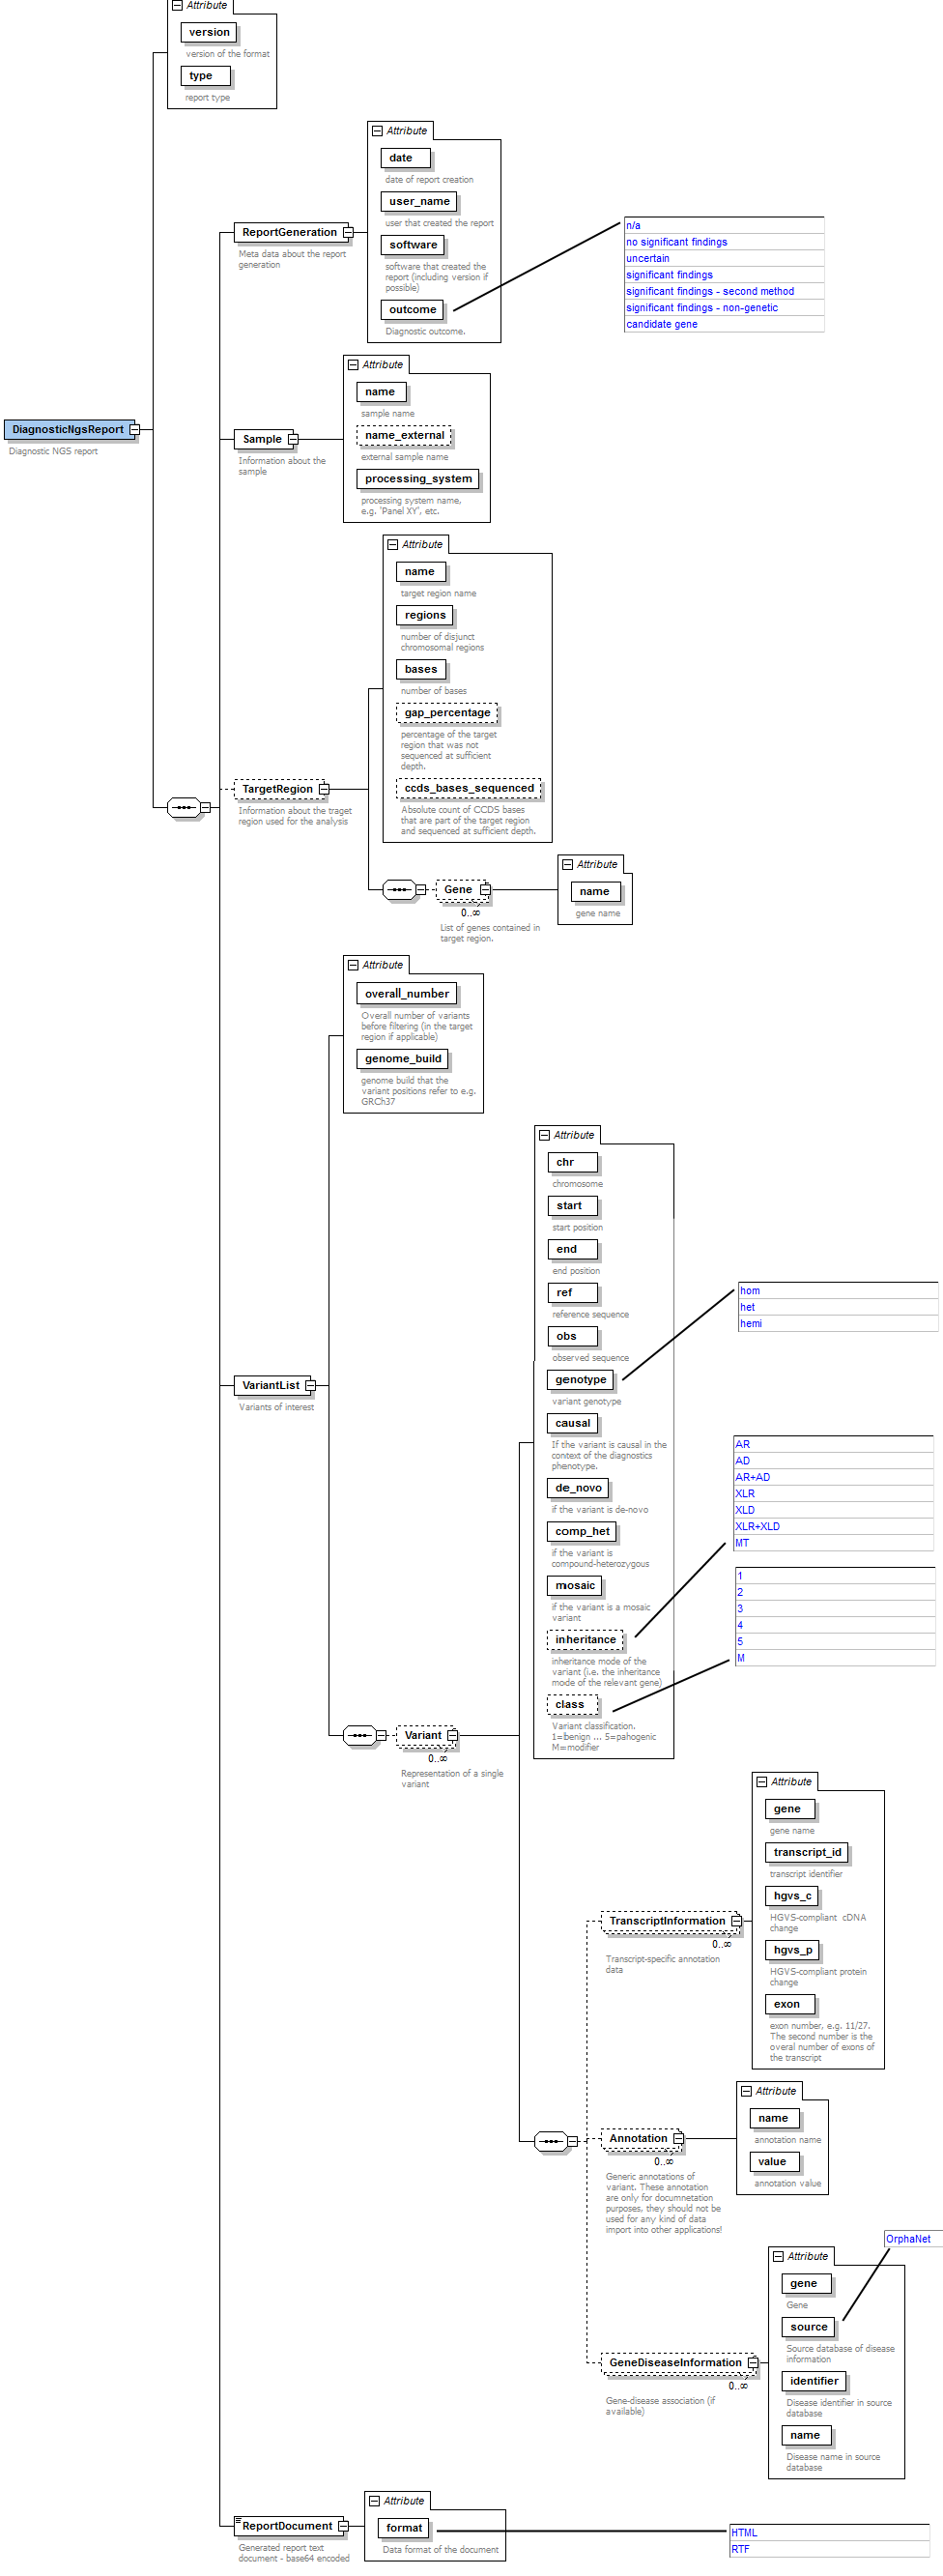 Attribute
version
version of the format
type
report type
Attribute
date
date of report creation
user_name
user that created the report
software
software that created the
report (including version if
possible)
outcome
Diagnostic outcome.
ReportGeneration
Meta data about the report
generation
n/a
no significant findings
uncertain
significant findings
significant findings - second method
significant findings - non-genetic
candidate gene
Attribute
name
sample name
name_external
external sample name
processing_system
processing system name,
e.g. 'Panel XY', etc.
DiagnosticNgsReport
Diagnostic NGS report
Sample
Information about the
sample
Attribute
name
target region name
regions
number of disjunct
chromosomal regions
bases
number of bases
gap_percentage
percentage of the target
region that was not
sequenced at sufficient
depth.
ccds_bases_sequenced
Absolute count of CCDS bases
that are part of the target region
and sequenced at sufficient depth.
TargetRegion
Information about the traget
region used for the analysis
Gene
0..∞
List of genes contained in
target region.
Attribute
name
gene name
Attribute
overall_number
Overall number of variants
before filtering (in the target
region if applicable)
genome_build
genome build that the
variant positions refer to e.g.
GRCh37
Attribute
chr
chromosome
start
start position
end
end position
ref
reference sequence
obs
observed sequence
genotype
variant genotype
causal
If the variant is causal in the
context of the diagnostics
phenotype.
de_novo
if the variant is de-novo
comp_het
if the variant is
compound-heterozygous
mosaic
if the variant is a mosaic
variant
inheritance
inheritance mode of the
variant (i.e. the inheritance
mode of the relevant gene)
class
Variant classification.
1=benign ... 5=pahogenic
M=modifier
hom
het
hemi
VariantList
Variants of interest
AR
AD
AR+AD
XLR
XLD
XLR+XLD
MT
1
2
3
4
5
M
Variant
0..∞
Representation of a single
variant
Attribute
gene
gene name
transcript_id
transcript identifier
hgvs_c
HGVS-compliant cDNA
change
hgvs_p
HGVS-compliant protein
change
exon
exon number, e.g. 11/27.
The second number is the
overal number of exons of
the transcript
TranscriptInformation
0..∞
Transcript-specific annotation
data
Attribute
name
annotation name
value
annotation value
Annotation
0..∞
Generic annotations of
variant. These annotation
are only for documnetation
purposes, they should not be
used for any kind of data
import into other applications!
OrphaNet
Attribute
gene
Gene
source
Source database of disease
information
identifier
Disease identifier in source
database
name
Disease name in source
database
GeneDiseaseInformation
0..∞
Gene-disease association (if
available)
Attribute
format
Data format of the document
ReportDocument
Generated report text
document - base64 encoded
HTML
RTF